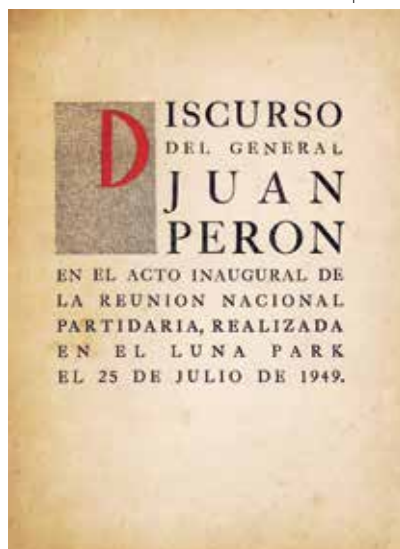 DISCURSO
DEL GENERAL
JUAN
PERON
EN EL ACTO INAUGURAL DE
LA REUNION NACIONAL
PARTIDARIA, REALIZADA
EN EL LUNA PARK
EL 25 DE JULIO DE 1949.